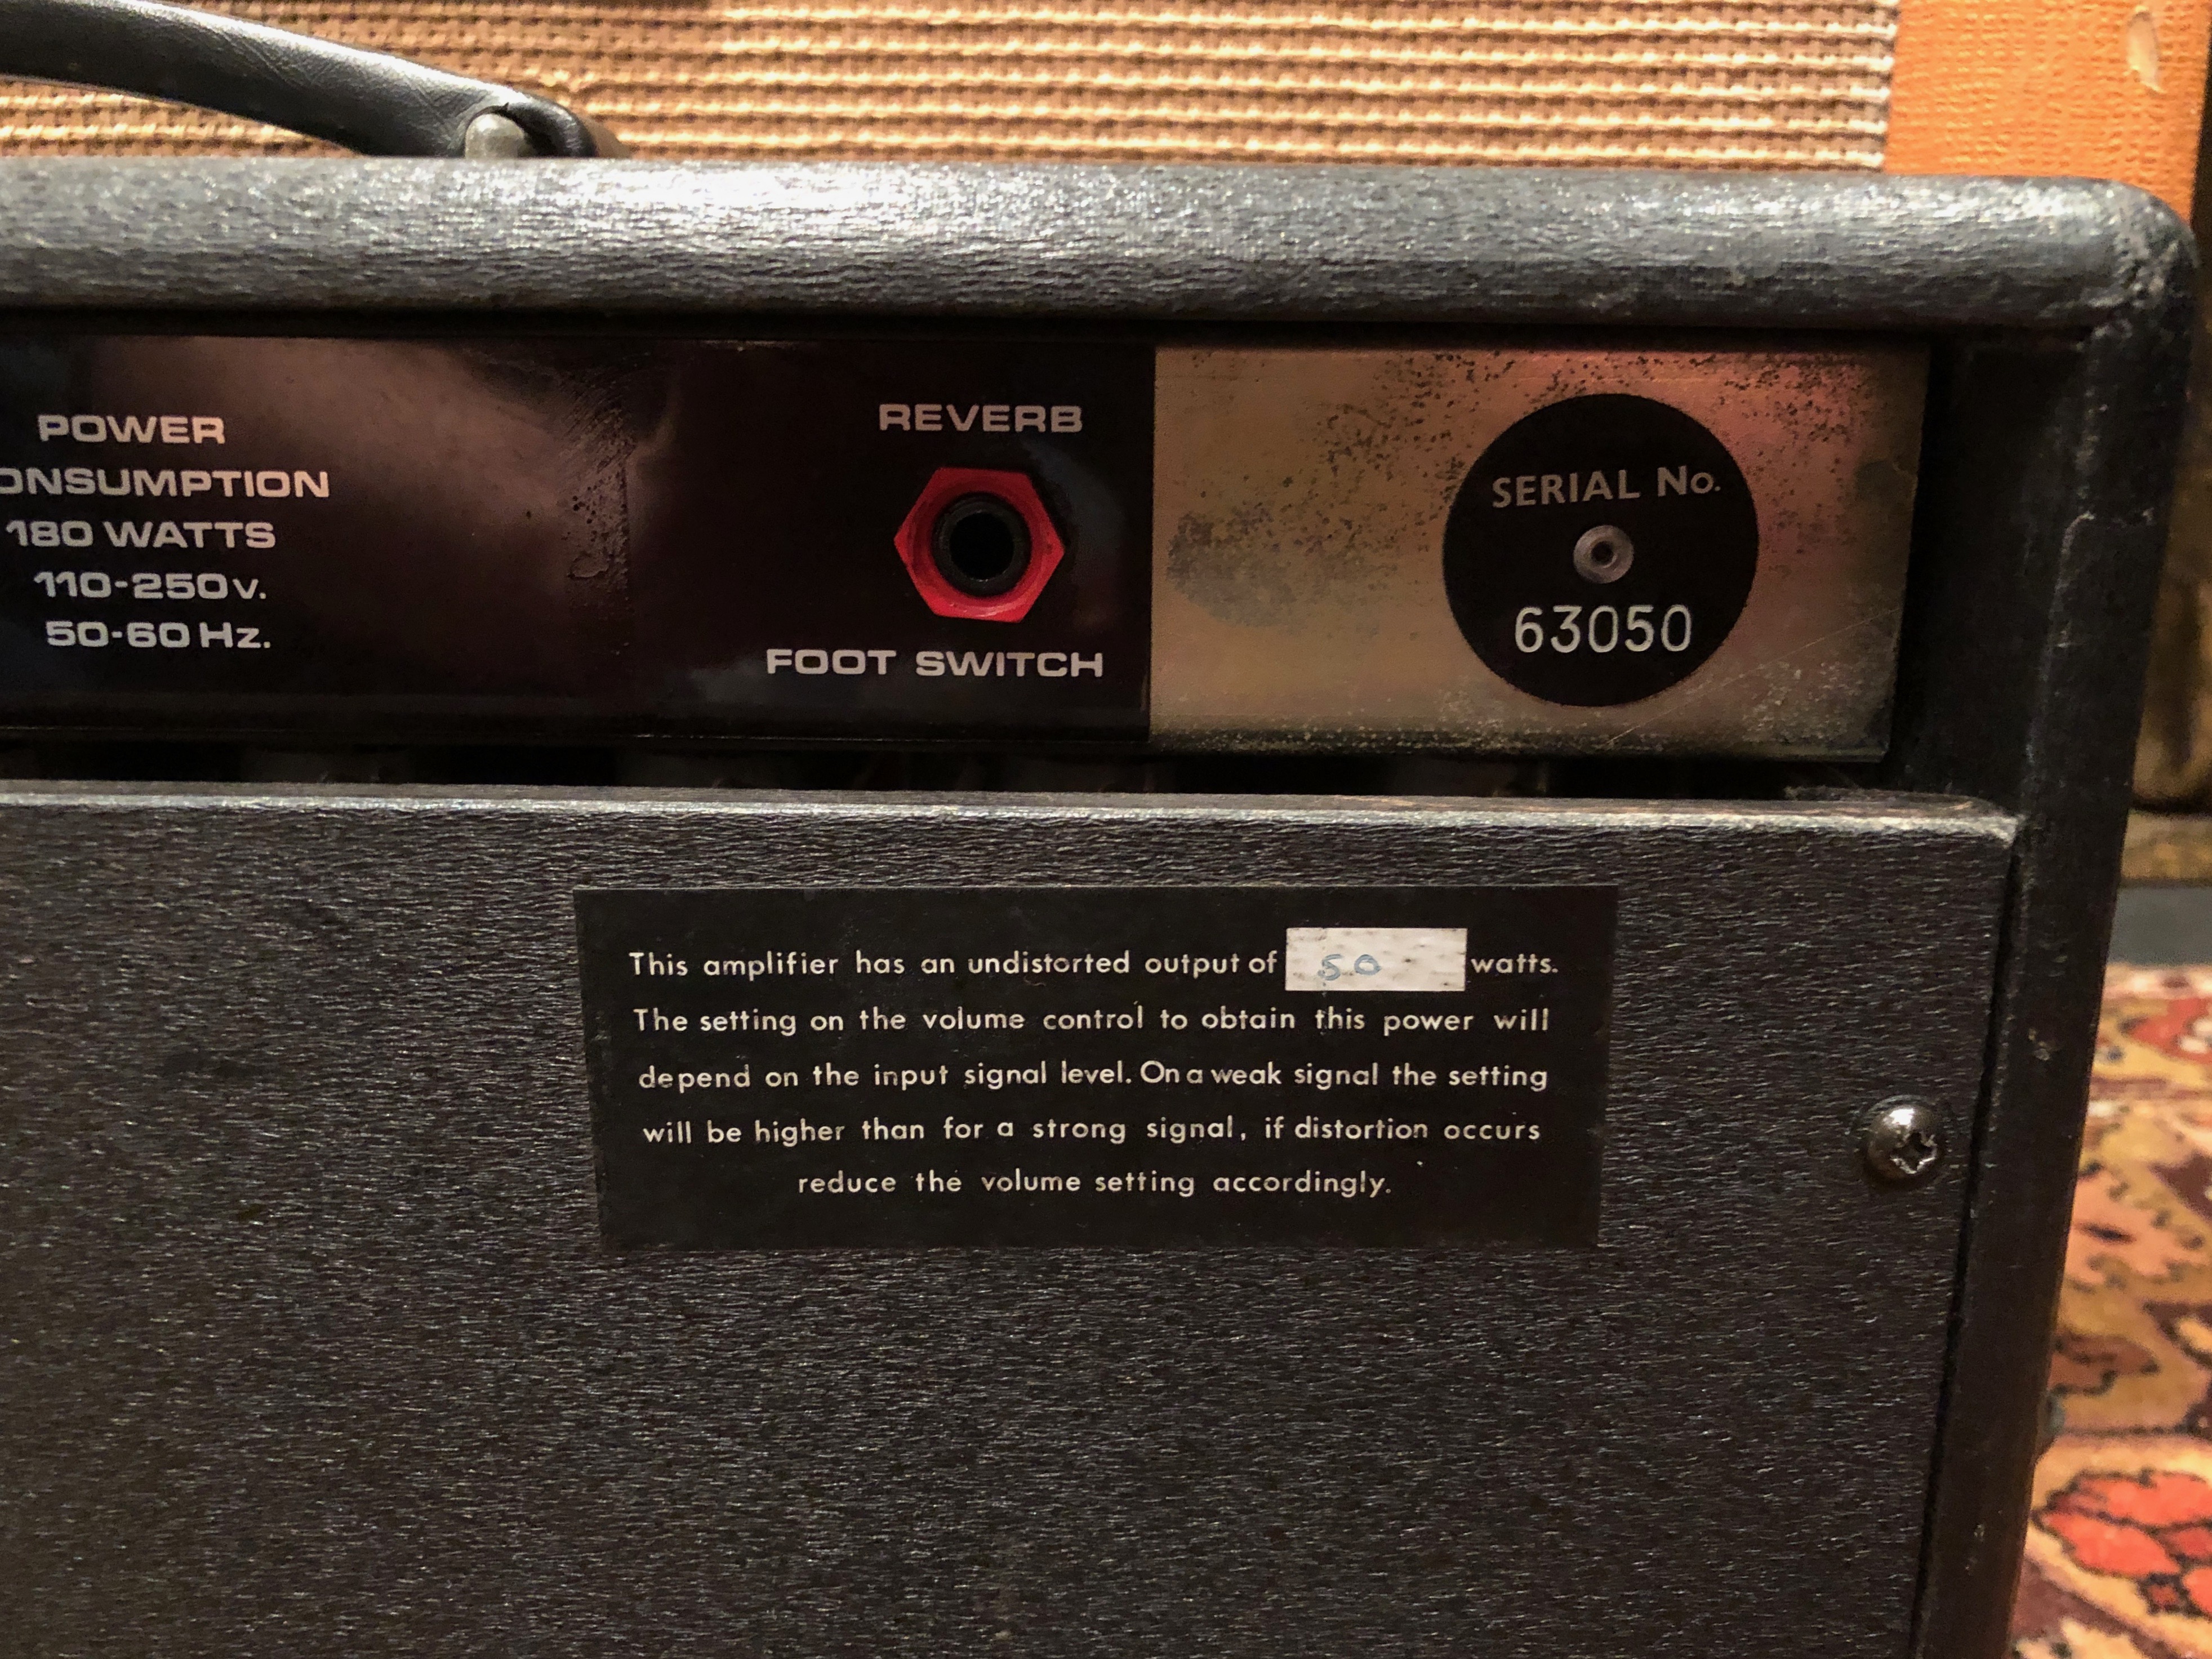 POWER
ONSUMPTION
180 WATTS
110-250v.
50-60 Hz.
REVERB
FOOT SWITCH
SERIAL No.
63050
This amplifier has an undistorted output of 50 watts.
The setting on the volume control to obtain this power will
depend on the input signal level. On a weak signal the setting
will be higher than for a strong signal, if distortion occurs
reduce the volume setting accordingly.